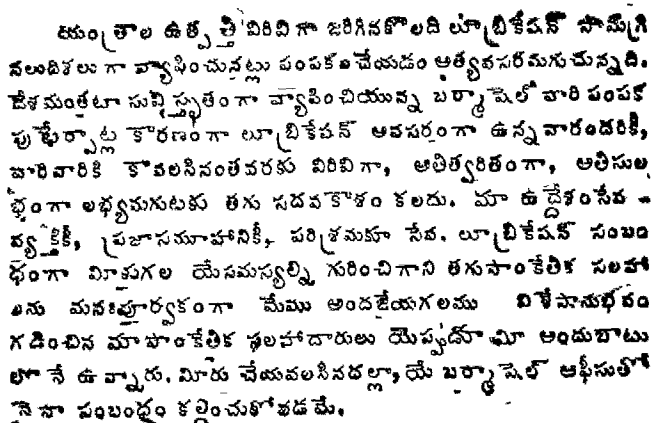 యంత్రాల ఉత్పత్తి విరివిగా జరిగినకొలది లూబ్రికేషన్ సామగ్రి
నలుదిశలు గా వ్యాపించునట్లు పంపకం చేయడం అత్యవసరమగుచున్నది.
దేశమంతటా సువిస్తృతంగా వ్యాపించియున్న బర్మాషెల్ వారి పంపక
పుటేర్పాట్ల కారణంగా లూబ్రికేషన్ అవసరంగా ఉన్న వారందరికీ,
వారివారికి కావలసినంతవరకు విరివిగా, అతిత్వరితంగా, అతిసుల
భంగా లభ్యమగుటకు తగు సదవకాశం కలదు. మా ఉద్దేశంసేవ -
వ్యక్తికీ, ప్రజాసమూహానికీ, పరిశ్రమకూ సేవ. లూబ్రికేషన్ సంబం
ధంగా మీకుగల యేసమస్యల్ని గురించిగాని తగుసాంకేతిక సలహా
లను మనఃపూర్వకంగా మేము అందజేయగలము విశేషానుభవం
గడించిన మా సాంకేతిక శలహాదారులు యెప్పుడూ మీ అందుబాటు
లో నే ఉన్నారు. మీరు చేయవలసినదల్లా, యే బర్మాషెల్ ఆఫీసుతో
నైనా సంబంధం కల్పించుకోవడమే.